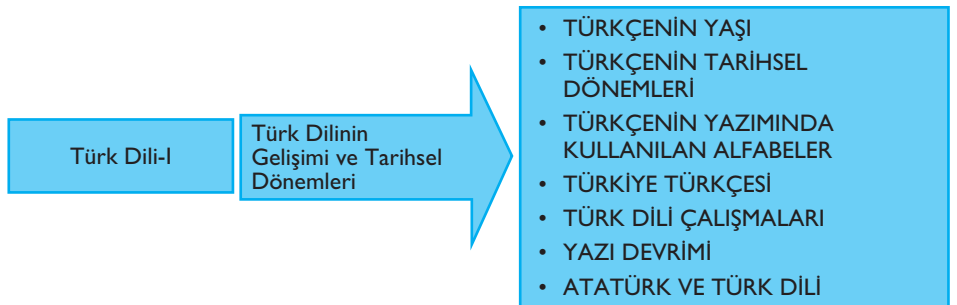 Türk Dili-I
Türk Dilinin
Gelişimi ve Tarihsel
Dönemleri
• TÜRKÇENİN YAŞI
• TÜRKÇENİN TARİHSEL
DÖNEMLERİ
• TÜRKÇENİN YAZIMINDA
KULLANILAN ALFABELER
• TÜRKİYE TÜRKÇESİ
• TÜRK DİLİ ÇALIŞMALARI
• YAZI DEVRİMİ
• ATATÜRK VE TÜRK DİLİ